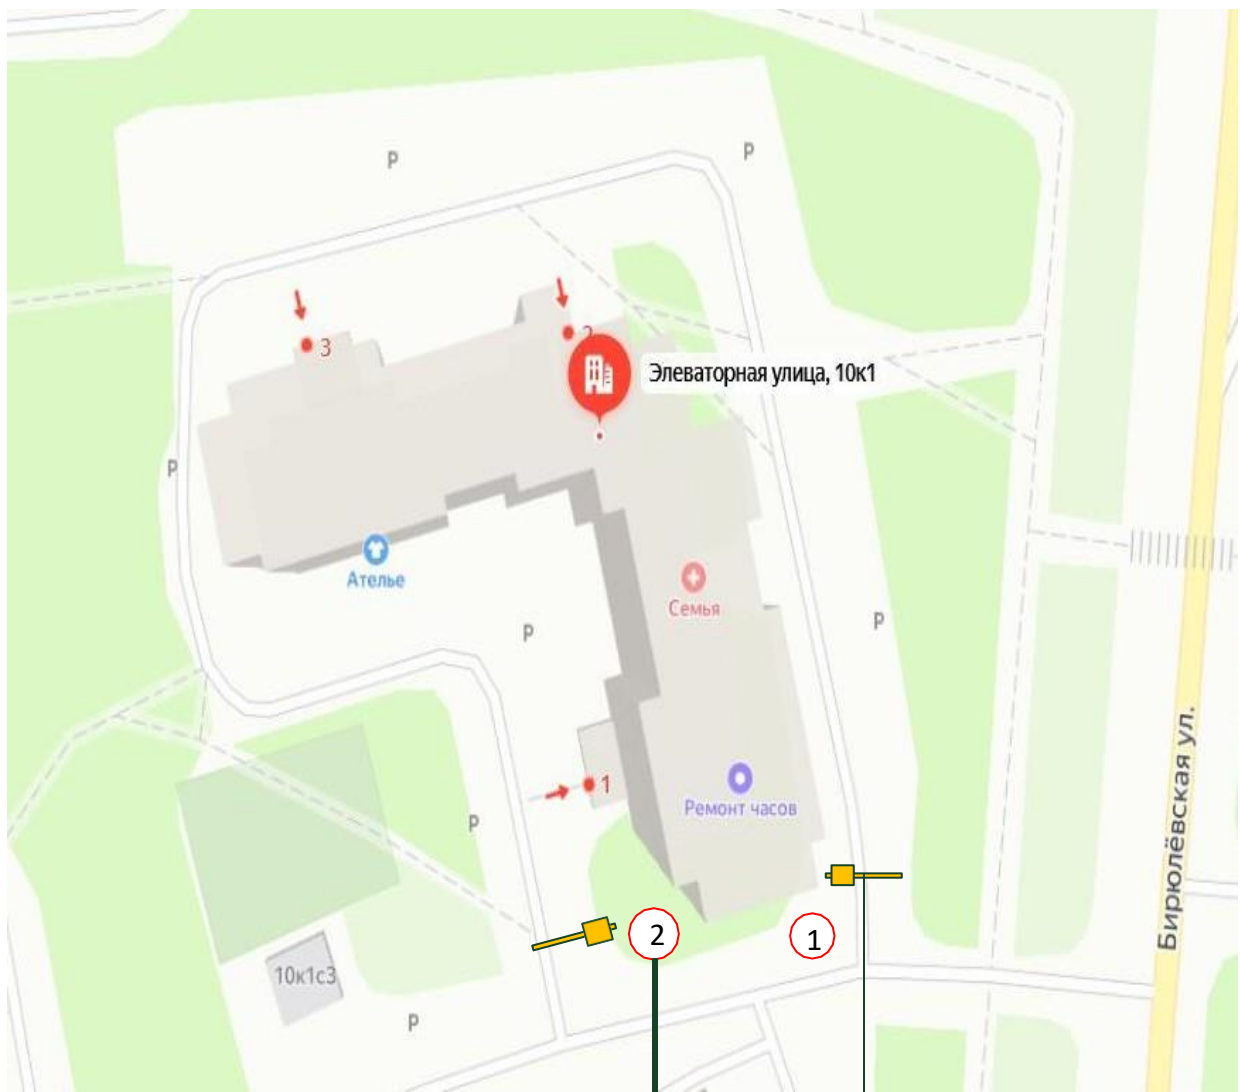 P
P
3
2
Элеваторная улица, 10к1
P
Ателье
Семья
P
P
1
Ремонт часов
P
Бирюлёвская ул.
2
1
10к1с3
P